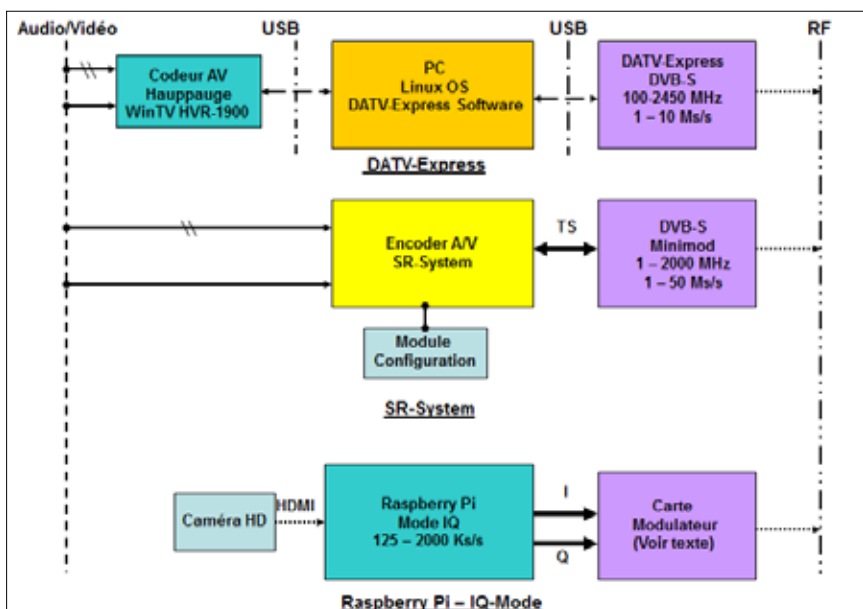 Audio/Vidéo
USB
USB
RF
Codeur AV
Hauppauge
WinTV HVR-1900
PC
Linux OS
DATV-Express Software
DATV-Express
DVB-S
100-2450 MHz
1 – 10 Ms/s
DATV-Express
Encoder A/V
SR-System
TS
DVB-S
Minimod
1 – 2000 MHz
1 – 50 Ms/s
Module
Configuration
SR-System
Caméra HD
HDMI
Raspberry Pi
Mode IQ
125 – 2000 Ks/s
I
Q
Carte
Modulateur
(Voir texte)
Raspberry Pi – IQ-Mode